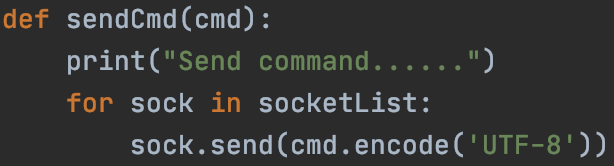 def sendCmd(cmd):
    print("Send command......")
    for sock in socketList:
        sock.send(cmd.encode('UTF-8'))